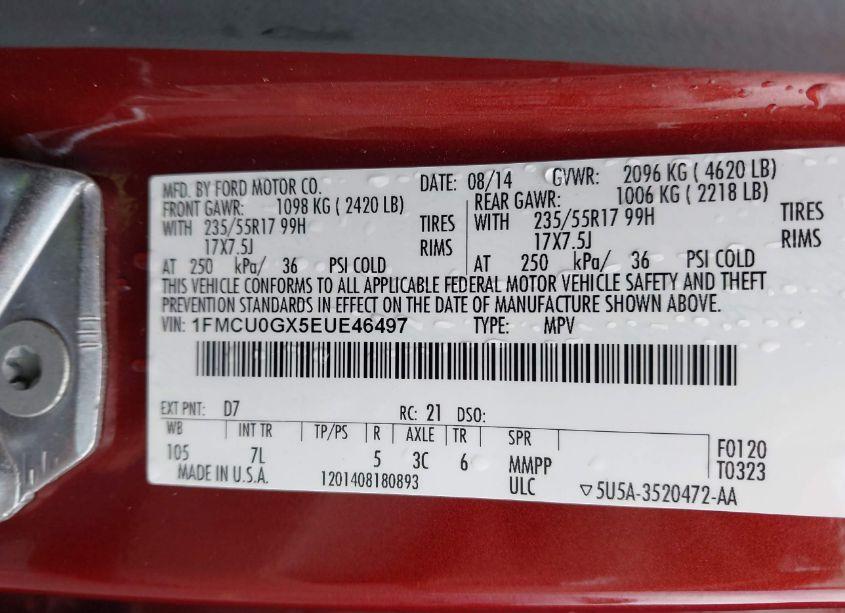 MFD. BY FORD MOTOR CO. DATE: 08/14 GVWR: 2096 KG ( 4620 LB)
FRONT GAWR: 1098 KG ( 2420 LB) REAR GAWR: 1006 KG ( 2218 LB)
WITH 235/55R17 99H TIRES WITH 235/55R17 99H TIRES
17X7.5J RIMS 17X7.5J RIMS
AT 250 kPa/ 36 PSI COLD AT 250 kPa/ 36 PSI COLD
THIS VEHICLE CONFORMS TO ALL APPLICABLE FEDERAL MOTOR VEHICLE SAFETY AND THEFT
PREVENTION STANDARDS IN EFFECT ON THE DATE OF MANUFACTURE SHOWN ABOVE.
VIN: 1FMCU0GX5EUE46497 TYPE: MPV
EXT PNT: D7 RC: 21 DSO:
WB INT TR TP/PS R AXLE TR SPR F0120
105 7L 5 3C 6 MMPP T0323
MADE IN U.S.A. 1201408180893 ULC ▽5U5A-3520472-AA